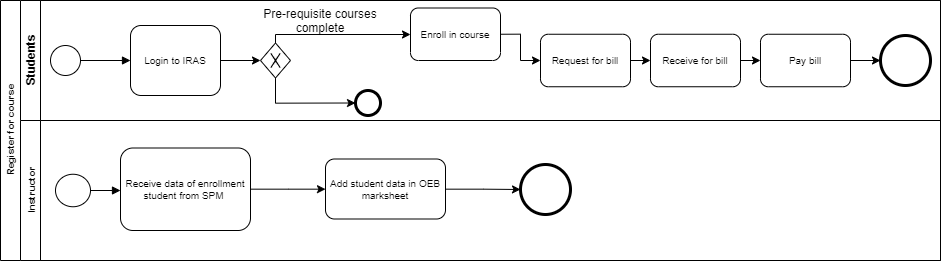 Register for course
Students
Login to IRAS
X
Pre-requisite courses
complete
Enroll in course
Request for bill
Receive for bill
Pay bill
Instructor
Receive data of enrollment
student from SPM
Add student data in OEB
marksheet